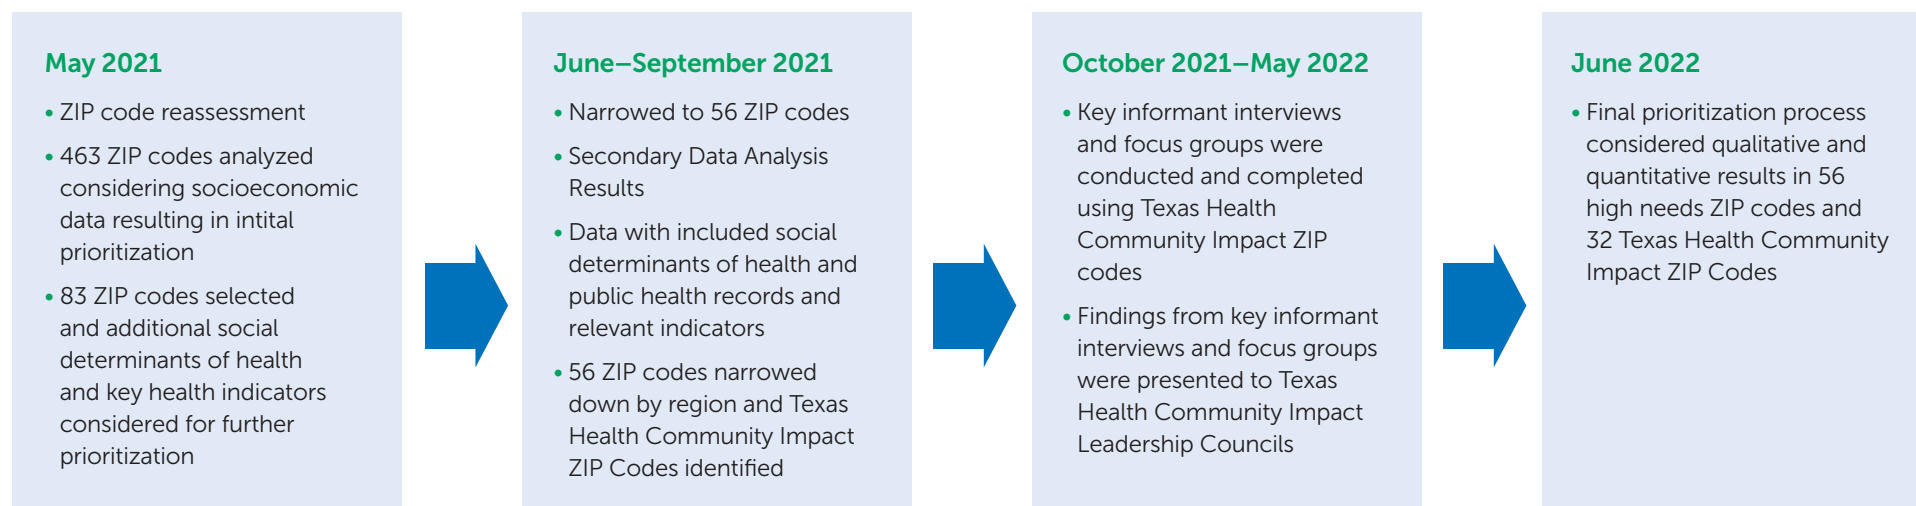 May 2021
• ZIP code reassessment
• 463 ZIP codes analyzed
considering socioeconomic
data resulting in intital
prioritization
• 83 ZIP codes selected
and additional social
determinants of health
and key health indicators
considered for further
prioritization
June–September 2021
• Narrowed to 56 ZIP codes
• Secondary Data Analysis
Results
• Data with included social
determinants of health and
public health records and
relevant indicators
• 56 ZIP codes narrowed
down by region and Texas
Health Community Impact
ZIP Codes identified
October 2021–May 2022
• Key informant interviews
and focus groups were
conducted and completed
using Texas Health
Community Impact ZIP
codes
• Findings from key informant
interviews and focus groups
were presented to Texas
Health Community Impact
Leadership Councils
June 2022
• Final prioritization process
considered qualitative and
quantitative results in 56
high needs ZIP codes and
32 Texas Health Community
Impact ZIP Codes